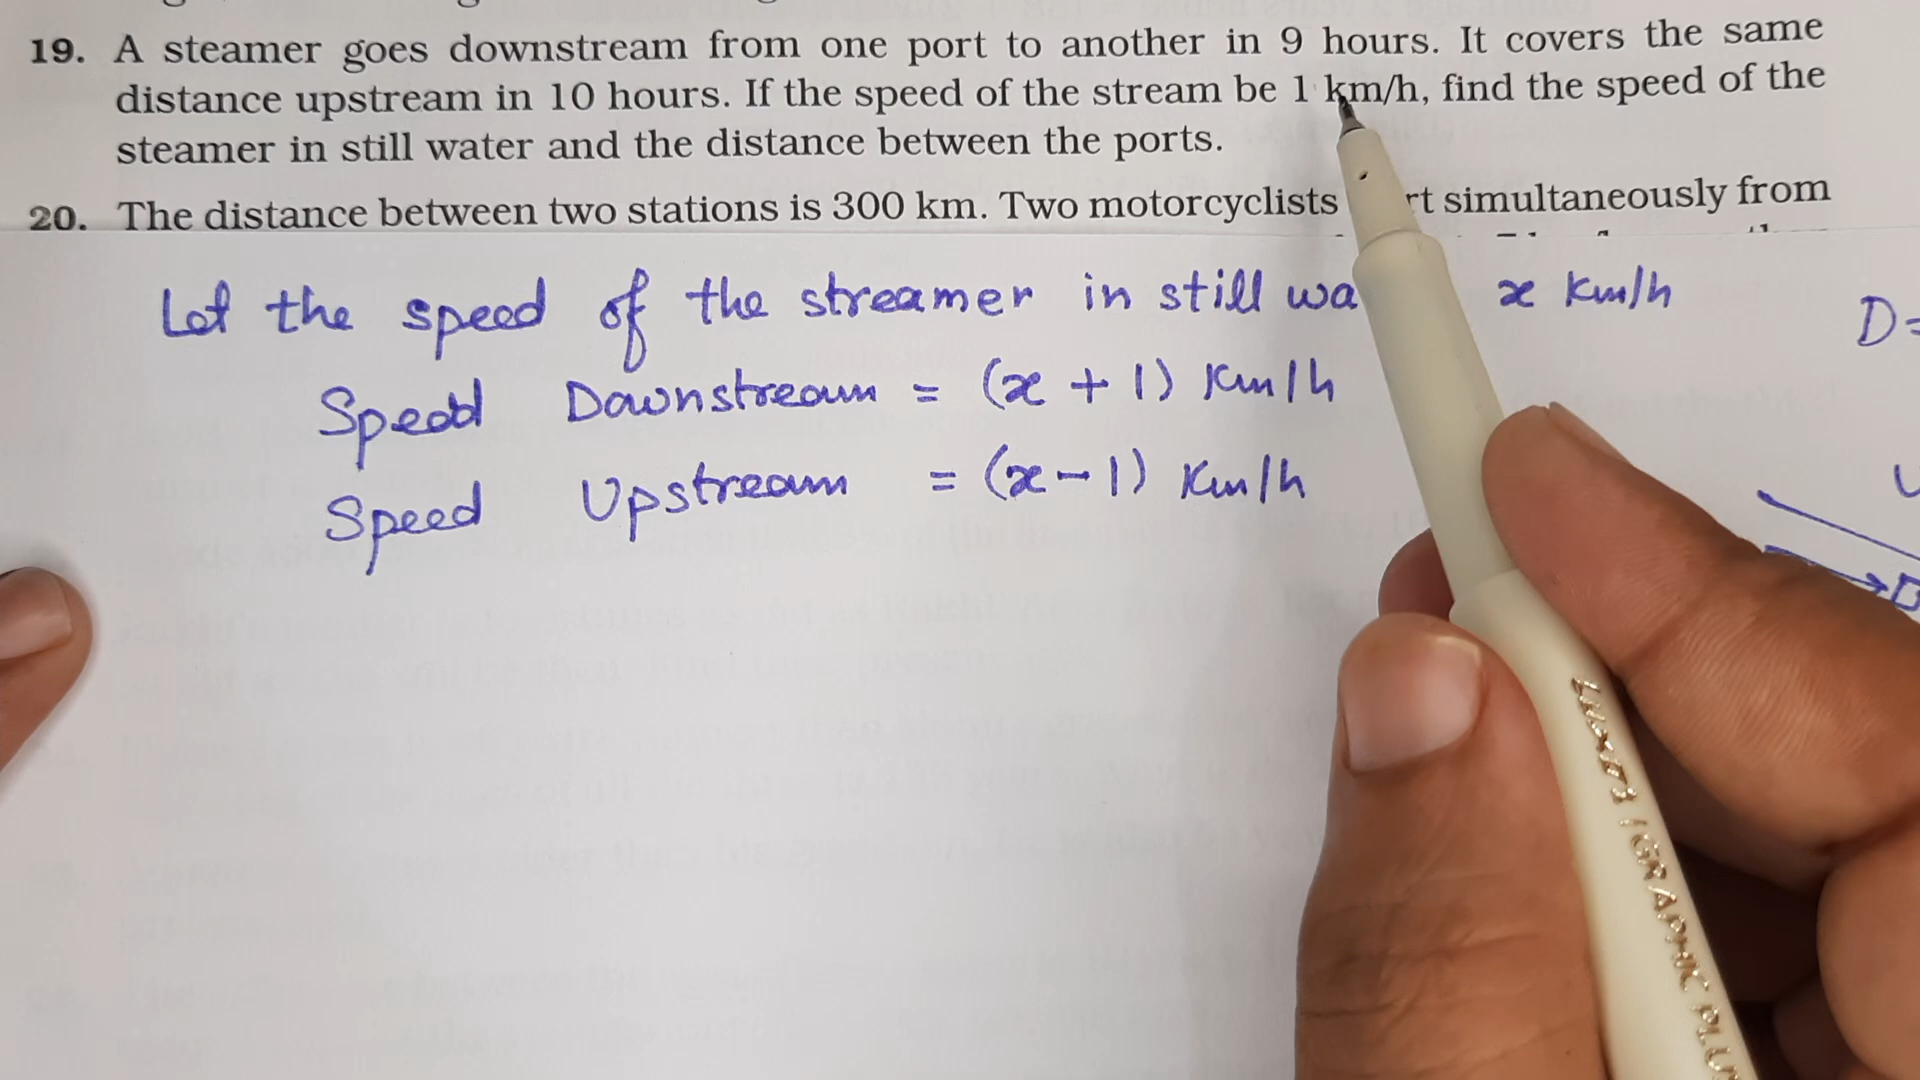 19. A steamer goes downstream from one port to another in 9 hours. It covers the same
distance upstream in 10 hours. If the speed of the stream be 1 km/h, find the speed of the
steamer in still water and the distance between the ports.
20. The distance between two stations is 300 km. Two motorcyclists rt simultaneously from
Let the speed of the streamer in still wa x Km/h
D=
Speed Downstream = (x + 1) Km/h
Speed Upstream = (x - 1) Km/h
LUXOR /GRAPHIC PLU